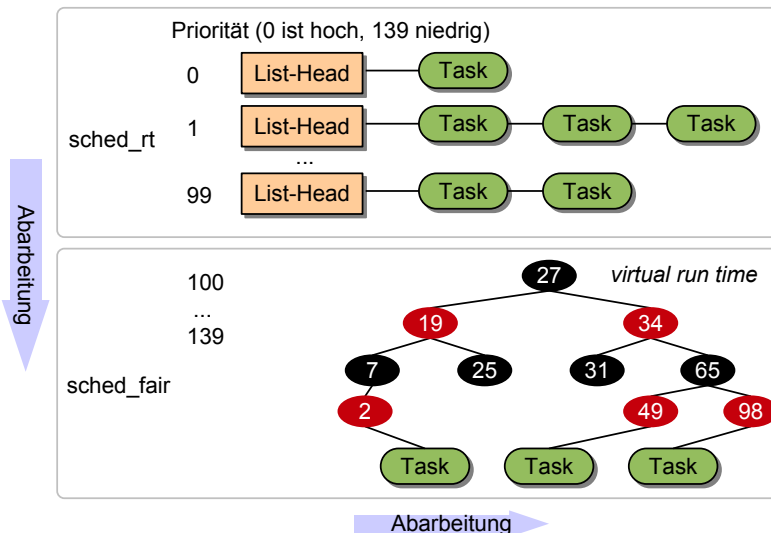 Priorität (0 ist hoch, 139 niedrig)
0 List-Head Task
sched_rt 1 List-Head Task Task Task
...
99 List-Head Task Task
Abarbeitung
100 27 virtual run time
...
139 19 34
sched_fair 7 25 31 65
2 49 98
Task Task Task
Abarbeitung